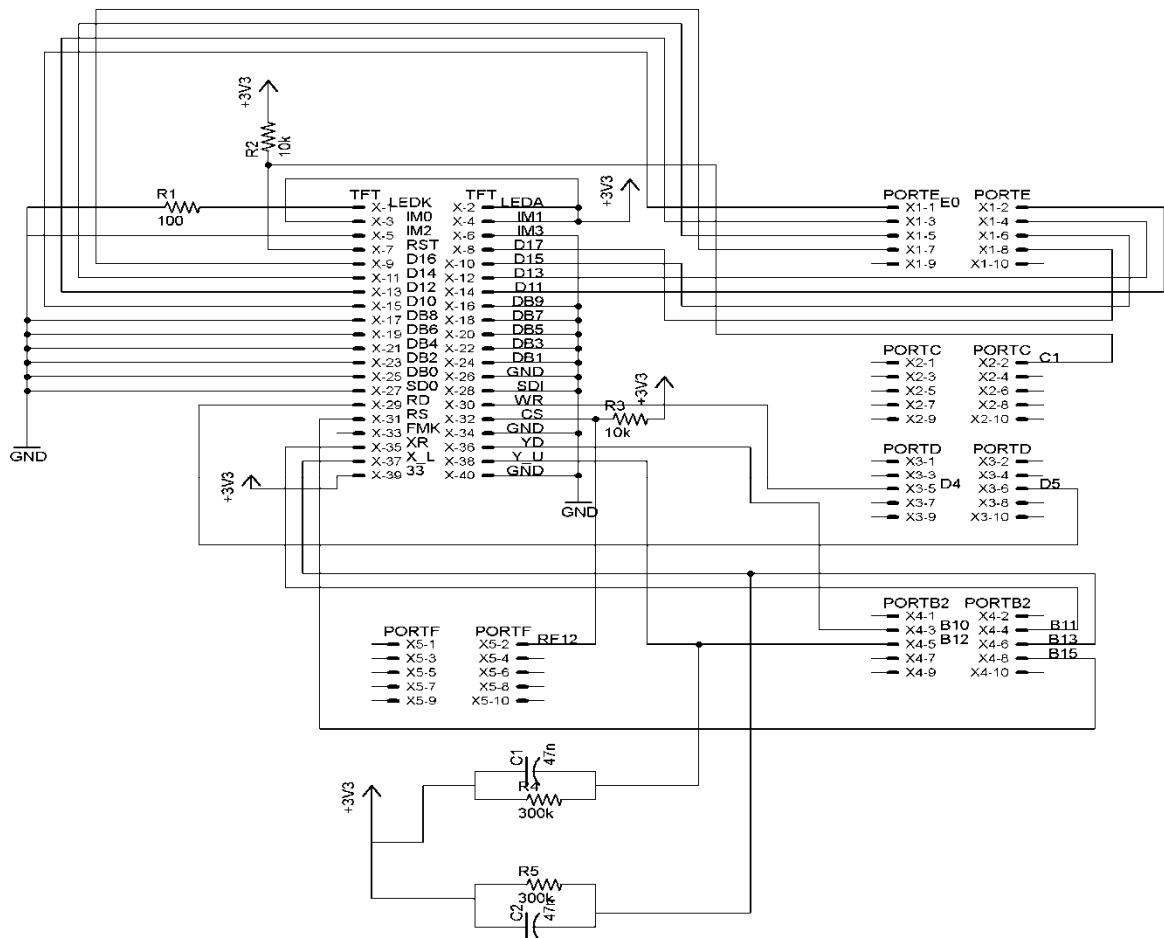 +3V3
R2
10k
R1
100
TFT
TFT
X-1 LEDK
X-2 LEDA
X-3 IM0
X-4 IM1
X-5 IM2
X-6 IM3
X-7 RST
X-8 D17
X-9 D16
X-10 D15
X-11 D14
X-12 D13
X-13 D12
X-14 D11
X-15 D10
X-16 DB9
X-17 DB8
X-18 DB7
X-19 DB6
X-20 DB5
X-21 DB4
X-22 DB3
X-23 DB2
X-24 DB1
X-25 DB0
X-26 GND
X-27 SD0
X-28 SDI
X-29 RD
X-30 WR
X-31 RS
X-32 CS
X-33 FMK
X-34 GND
X-35 XR
X-36 YD
X-37 X_L
X-38 Y_U
X-39 33
X-40 GND
+3V3
GND
+3V3
R3
10k
+3V3
GND
PORTE
PORTE
X1-1 E0
X1-2
X1-3
X1-4
X1-5
X1-6
X1-7
X1-8
X1-9
X1-10
PORTC
PORTC
X2-1
X2-2 C1
X2-3
X2-4
X2-5
X2-6
X2-7
X2-8
X2-9
X2-10
PORTD
PORTD
X3-1
X3-2
X3-3
X3-4
X3-5 D4
X3-6 D5
X3-7
X3-8
X3-9
X3-10
PORTB2
PORTB2
X4-1
X4-2
X4-3 B10
X4-4 B11
X4-5 B12
X4-6 B13
X4-7
X4-8 B15
X4-9
X4-10
PORTF
PORTF
X5-1
X5-2 RF12
X5-3
X5-4
X5-5
X5-6
X5-7
X5-8
X5-9
X5-10
+3V3
C1
47n
R4
300k
R5
300k
C2
47n